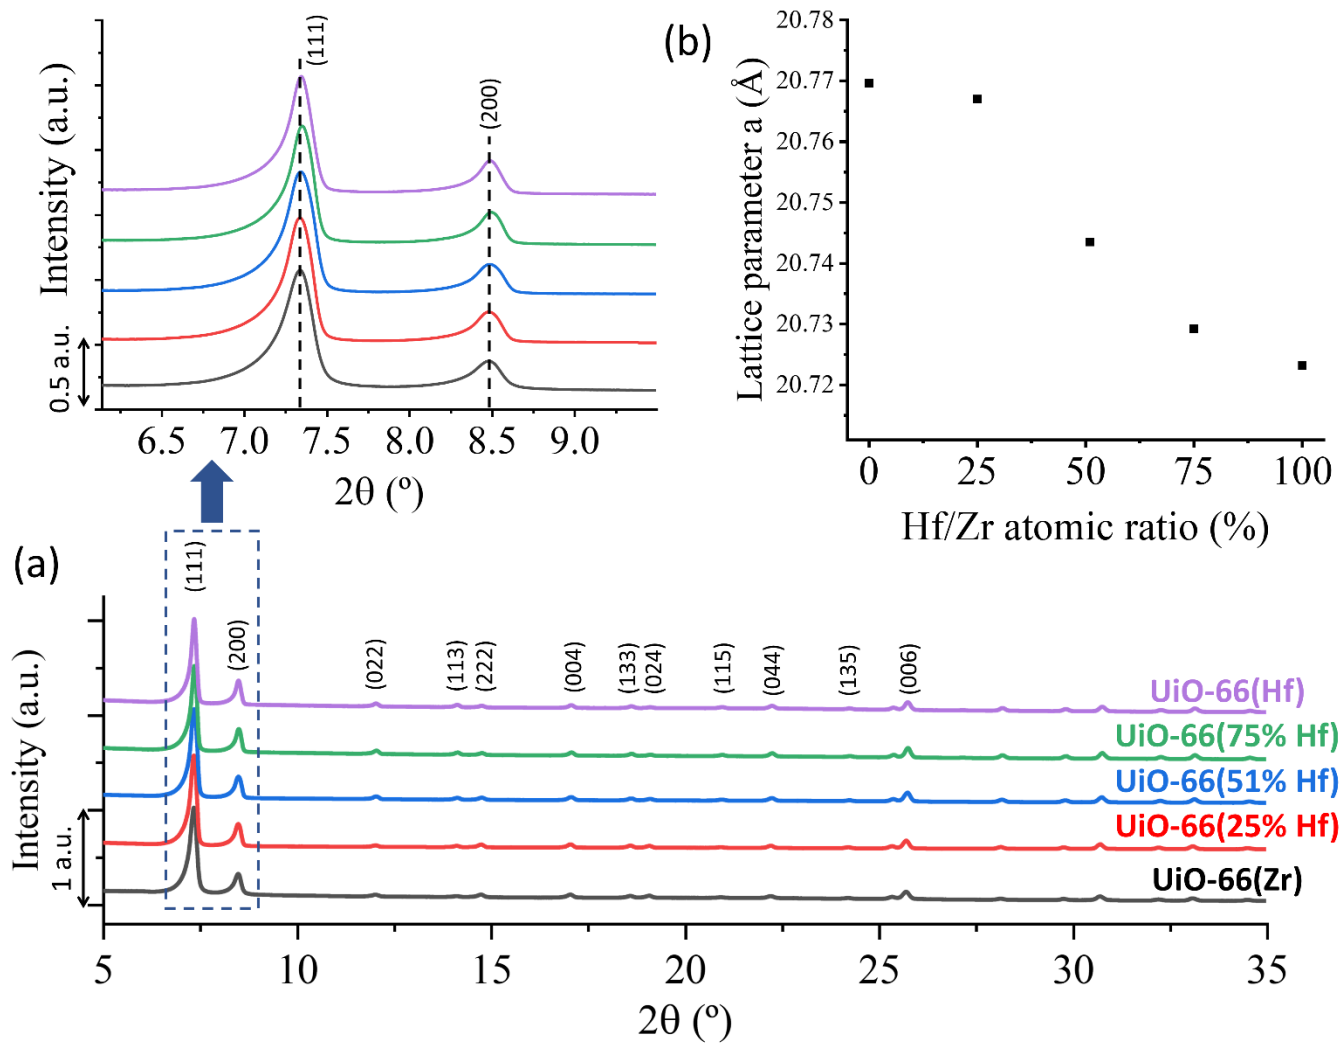 Intensity (a.u.)
0.5 a.u.
(111)
(200)
6.5 7.0 7.5 8.0 8.5 9.0
2θ (º)
(b)
Lattice parameter a (Å)
20.78
20.77
20.76
20.75
20.74
20.73
20.72
0 25 50 75 100
Hf/Zr atomic ratio (%)
(a)
Intensity (a.u.)
1 a.u.
(111)
(200)
(022)
(113)
(222)
(004)
(133)
(024)
(115)
(044)
(135)
(006)
UiO-66(Hf)
UiO-66(75% Hf)
UiO-66(51% Hf)
UiO-66(25% Hf)
UiO-66(Zr)
5 10 15 20 25 30 35
2θ (º)